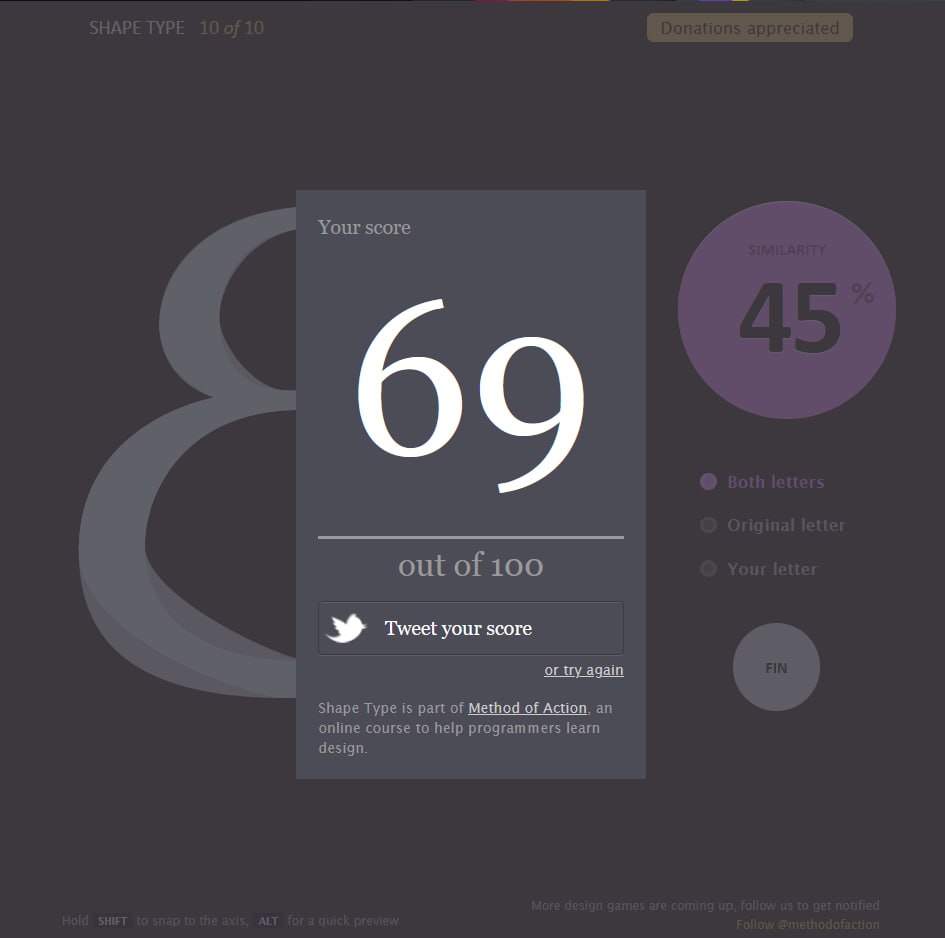 SHAPE TYPE 10 of 10
Donations appreciated
Your score
69
out of 100
Tweet your score
or try again
Shape Type is part of Method of Action, an
online course to help programmers learn
design.
SIMILARITY
45 %
Both letters
Original letter
Your letter
FIN
Hold SHIFT to snap to the axis, ALT for a quick preview
More design games are coming up, follow us to get notified
Follow @methodofaction